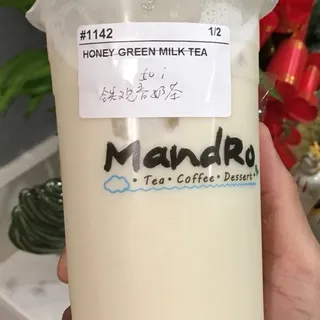 #1142 1/2
HONEY GREEN MILK TEA
铁观音奶茶
MandRo
• Tea • Coffee • Dessert •